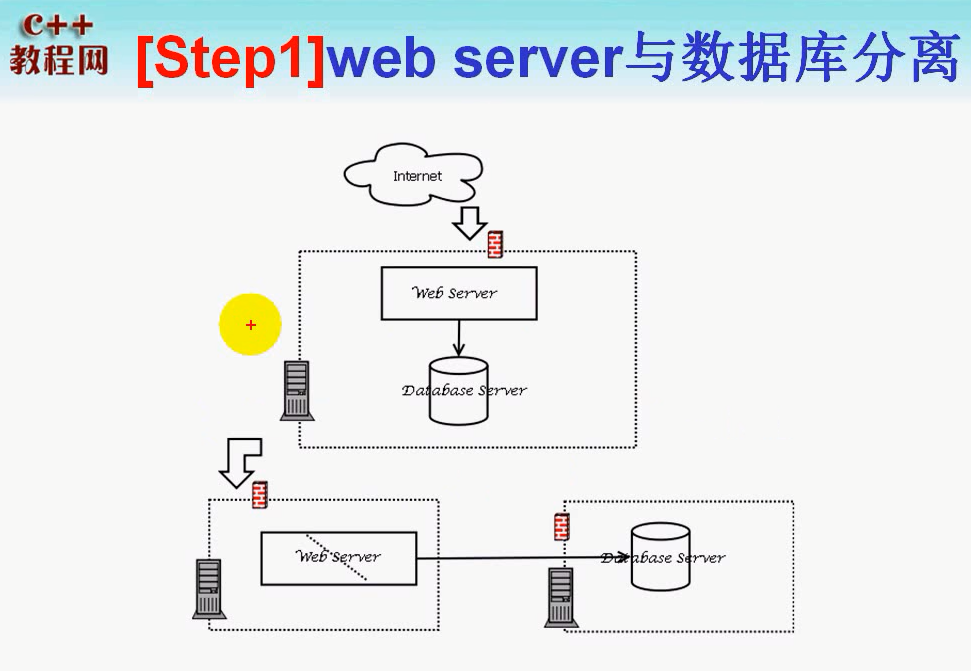 C++
教程网
[Step1]web server与数据库分离
Internet
Web Server
Database Server
Web Server
Database Server